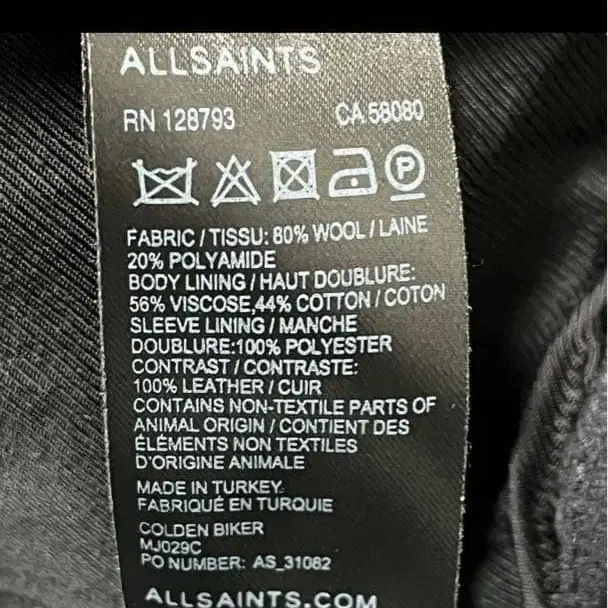 ALLSAINTS
RN 128793 CA 58080
P
FABRIC / TISSU: 80% WOOL / LAINE
20% POLYAMIDE
BODY LINING / HAUT DOUBLURE:
56% VISCOSE,44% COTTON / COTON
SLEEVE LINING / MANCHE
DOUBLURE:100% POLYESTER
CONTRAST / CONTRASTE:
100% LEATHER / CUIR
CONTAINS NON-TEXTILE PARTS OF
ANIMAL ORIGIN / CONTIENT DES
ÉLÉMENTS NON TEXTILES
D'ORIGINE ANIMALE
MADE IN TURKEY
FABRIQUÉ EN TURQUIE
COLDEN BIKER
MJ029C
PO NUMBER: AS_31082
ALLSAINTS.COM